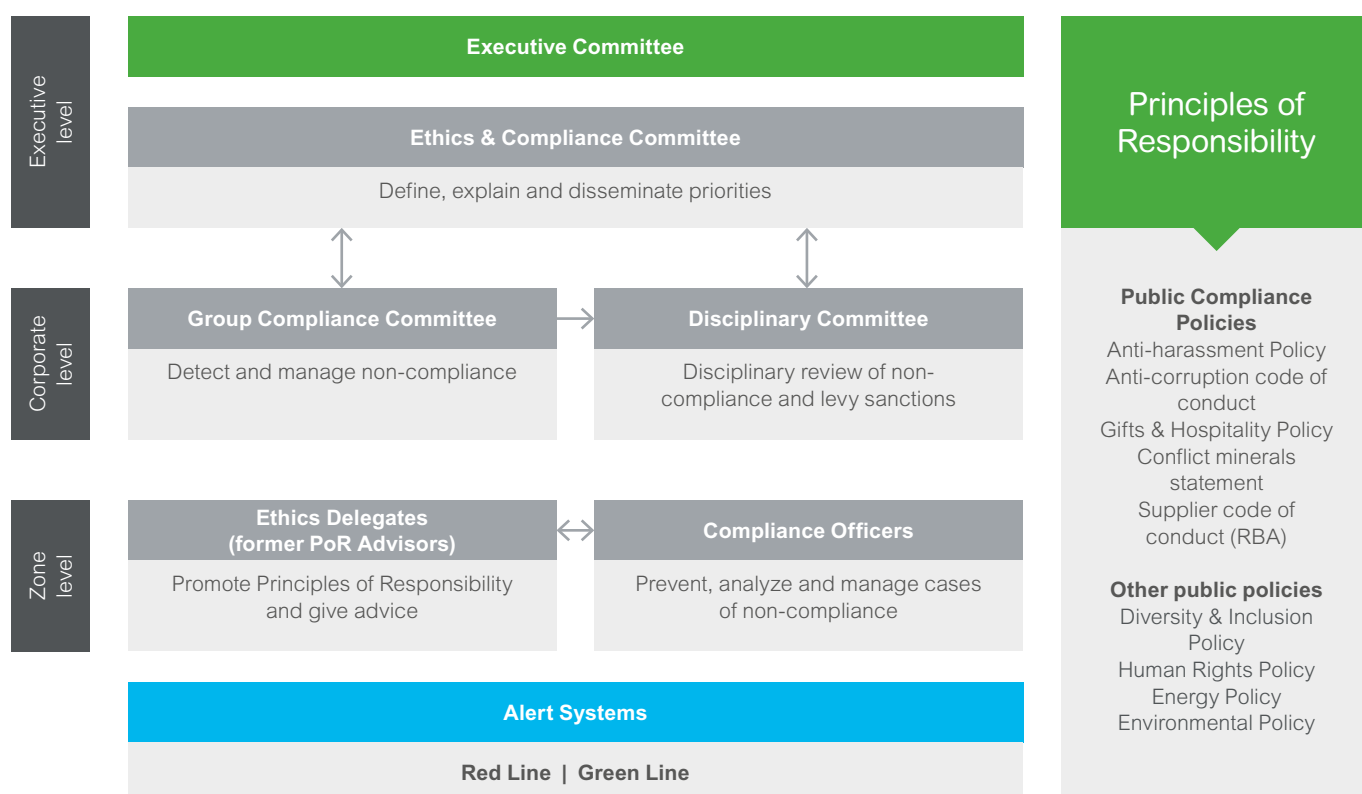 Executive
level
Executive Committee
Ethics & Compliance Committee
Define, explain and disseminate priorities
Corporate
level
Group Compliance Committee
Detect and manage non-compliance
Disciplinary Committee
Disciplinary review of non-
compliance and levy sanctions
Zone
level
Ethics Delegates
(former PoR Advisors)
Promote Principles of Responsibility
and give advice
Compliance Officers
Prevent, analyze and manage cases
of non-compliance
Alert Systems
Red Line | Green Line
Principles of
Responsibility
Public Compliance
Policies
Anti-harassment Policy
Anti-corruption code of
conduct
Gifts & Hospitality Policy
Conflict minerals
statement
Supplier code of
conduct (RBA)
Other public policies
Diversity & Inclusion
Policy
Human Rights Policy
Energy Policy
Environmental Policy